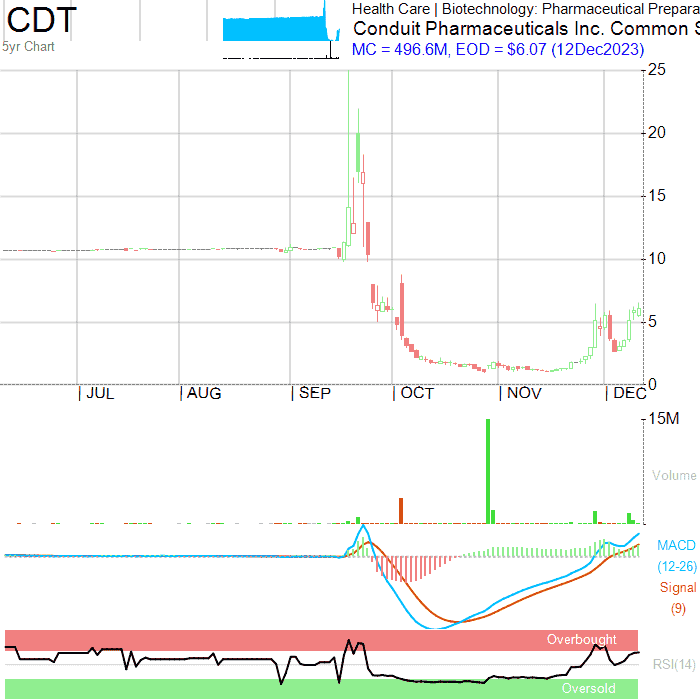 CDT
5yr Chart
Health Care | Biotechnology: Pharmaceutical Prepara
Conduit Pharmaceuticals Inc. Common S
MC = 496.6M, EOD = $6.07 (12Dec2023)
25
20
15
10
5
0
| JUL | AUG | SEP | OCT | NOV | DEC
15M
Volume
MACD
(12-26)
Signal
(9)
Overbought
RSI(14)
Oversold